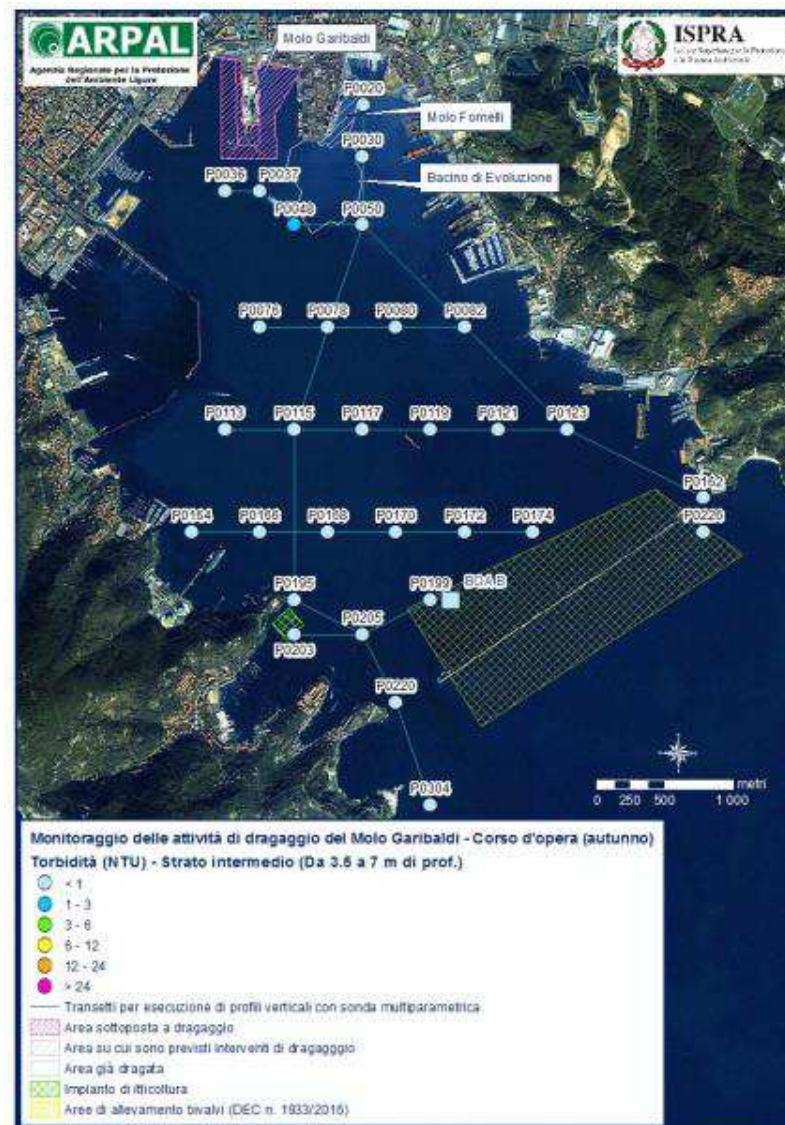 ARPAL
Agenzia Regionale per la Protezione
dell'Ambiente Ligure
ISPRA
Molo Garibaldi
P0020
Molo Fornelli
P0030
Bacino di Evoluzione
P0036
P0037
P0048
P0050
P0076
P0078
P0080
P0082
P0113
P0115
P0117
P0119
P0121
P0123
P0192
P0164
P0166
P0168
P0170
P0172
P0174
P0226
P0195
P0199
BOA B
P0203
P0205
P0220
P0304
metri
0 250 500 1 000
Monitoraggio delle attività di dragaggio del Molo Garibaldi - Corso d'opera (autunno)
Torbidità (NTU) - Strato intermedio (Da 3.5 a 7 m di prof.)
< 1
1 - 3
3 - 6
6 - 12
12 - 24
> 24
Transetti per esecuzione di profili verticali con sonda multiparametrica
Area sottoposta a dragaggio
Area su cui sono previsti interventi di dragagggio
Area già dragata
Impianto di itticoltura
Aree di allevamento bivalvi (DEC n. 1933/2016)